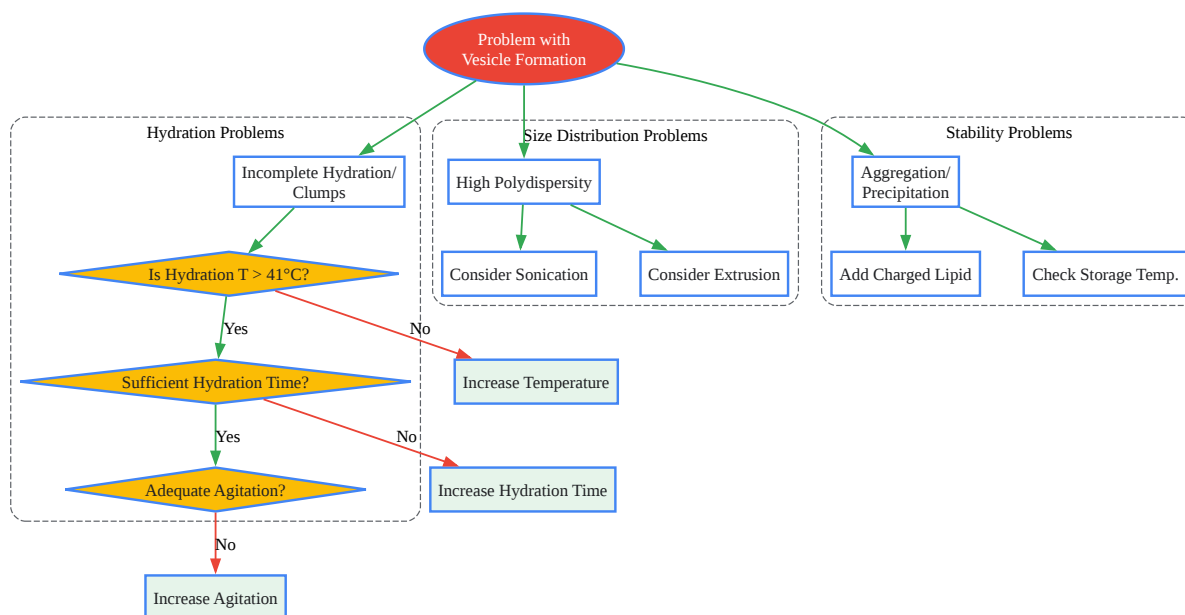 Problem with
Vesicle Formation
Hydration Problems
Size Distribution Problems
Stability Problems
Incomplete Hydration/
Clumps
High Polydispersity
Aggregation/
Precipitation
Is Hydration T > 41°C?
Consider Sonication
Consider Extrusion
Add Charged Lipid
Check Storage Temp.
Yes
No
Sufficient Hydration Time?
Increase Temperature
Yes
No
Adequate Agitation?
Increase Hydration Time
No
Increase Agitation